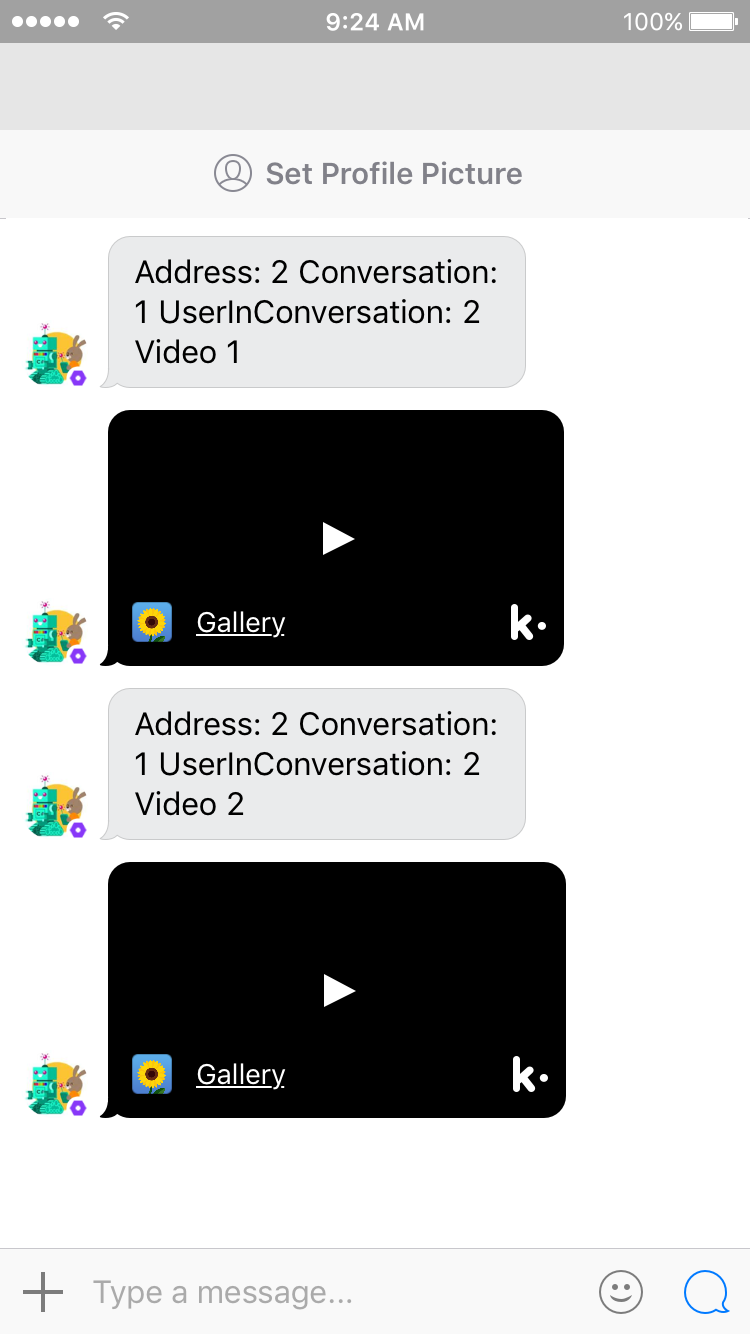 9:24 AM 100%
Set Profile Picture
Address: 2 Conversation:
1 UserInConversation: 2
Video 1
Gallery k·
Address: 2 Conversation:
1 UserInConversation: 2
Video 2
Gallery k·
Type a message...